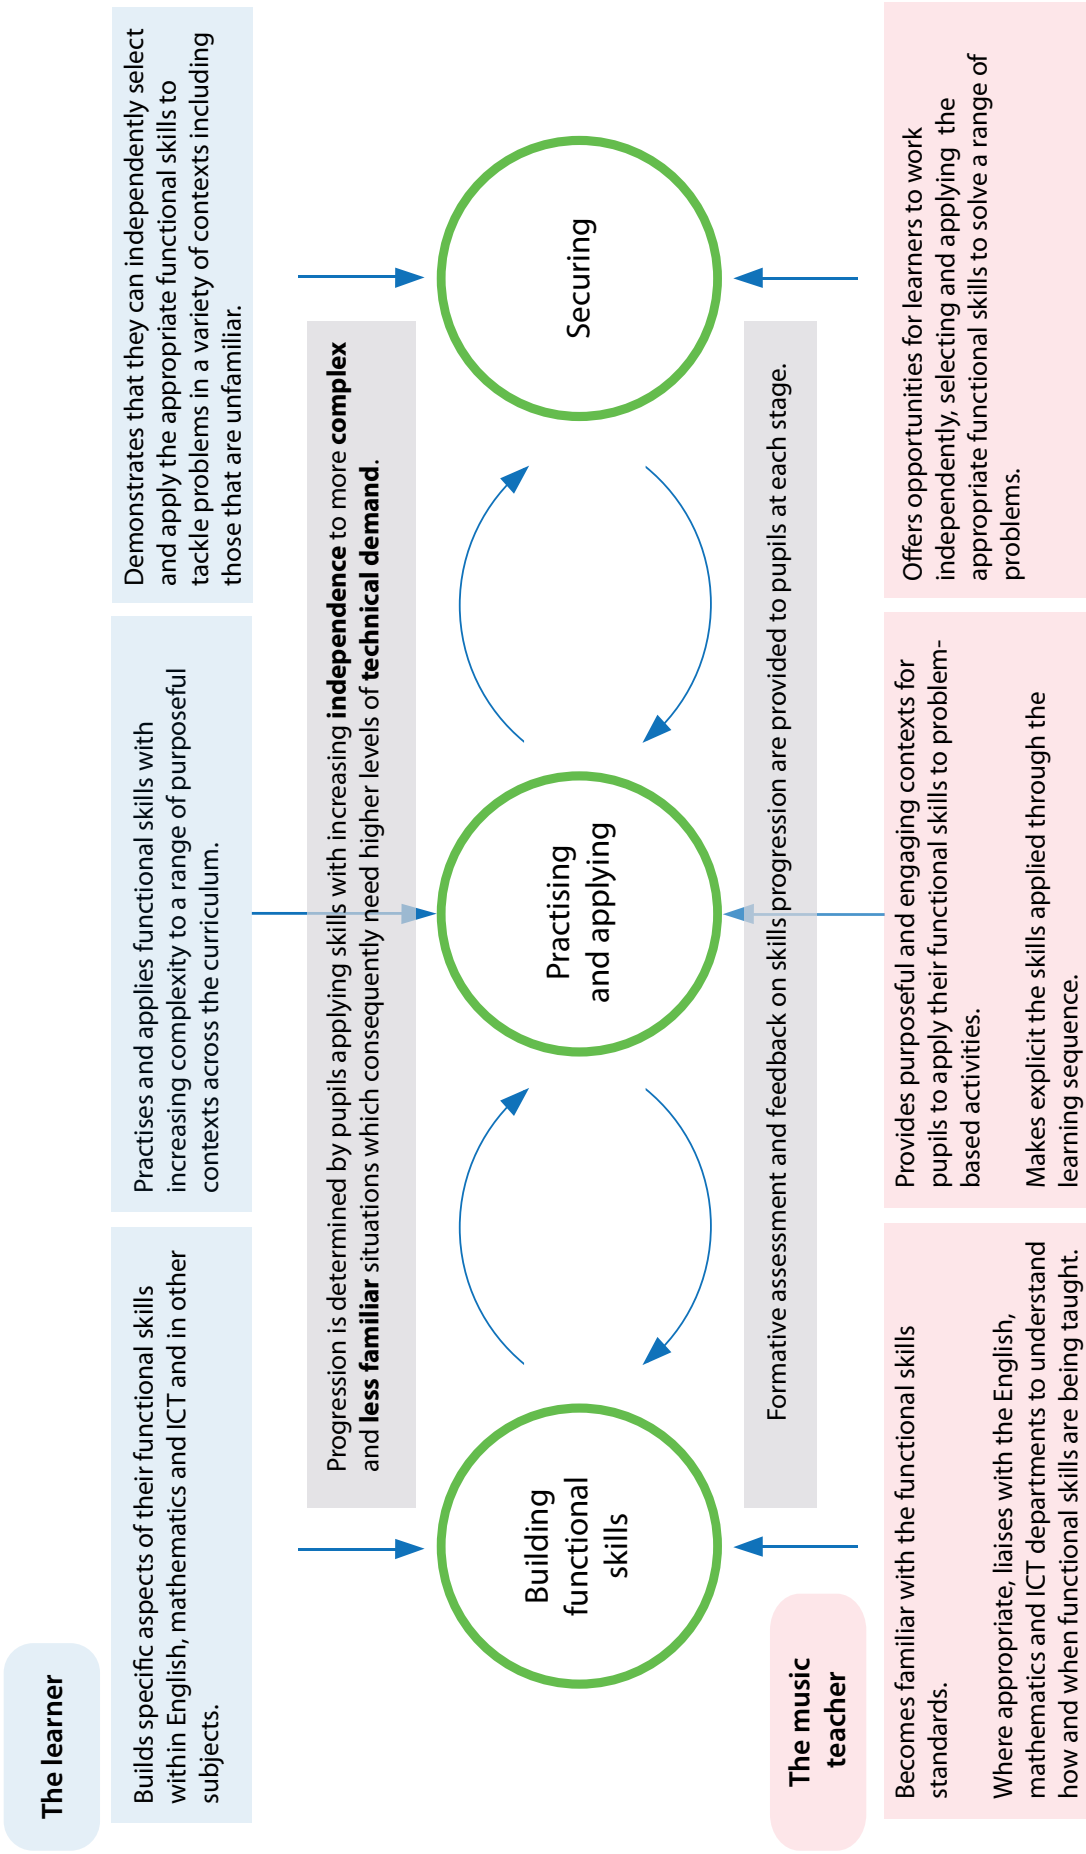 The learner
Builds specific aspects of their functional skills
within English, mathematics and ICT and in other
subjects.
Practises and applies functional skills with
increasing complexity to a range of purposeful
contexts across the curriculum.
Demonstrates that they can independently select
and apply the appropriate functional skills to
tackle problems in a variety of contexts including
those that are unfamiliar.
Progression is determined by pupils applying skills with increasing independence to more complex
and less familiar situations which consequently need higher levels of technical demand.
Building
functional
skills
Practising
and applying
Securing
Formative assessment and feedback on skills progression are provided to pupils at each stage.
The music
teacher
Becomes familiar with the functional skills
standards.
Where appropriate, liaises with the English,
mathematics and ICT departments to understand
how and when functional skills are being taught.
Provides purposeful and engaging contexts for
pupils to apply their functional skills to problem-
based activities.
Makes explicit the skills applied through the
learning sequence.
Offers opportunities for learners to work
independently, selecting and applying the
appropriate functional skills to solve a range of
problems.